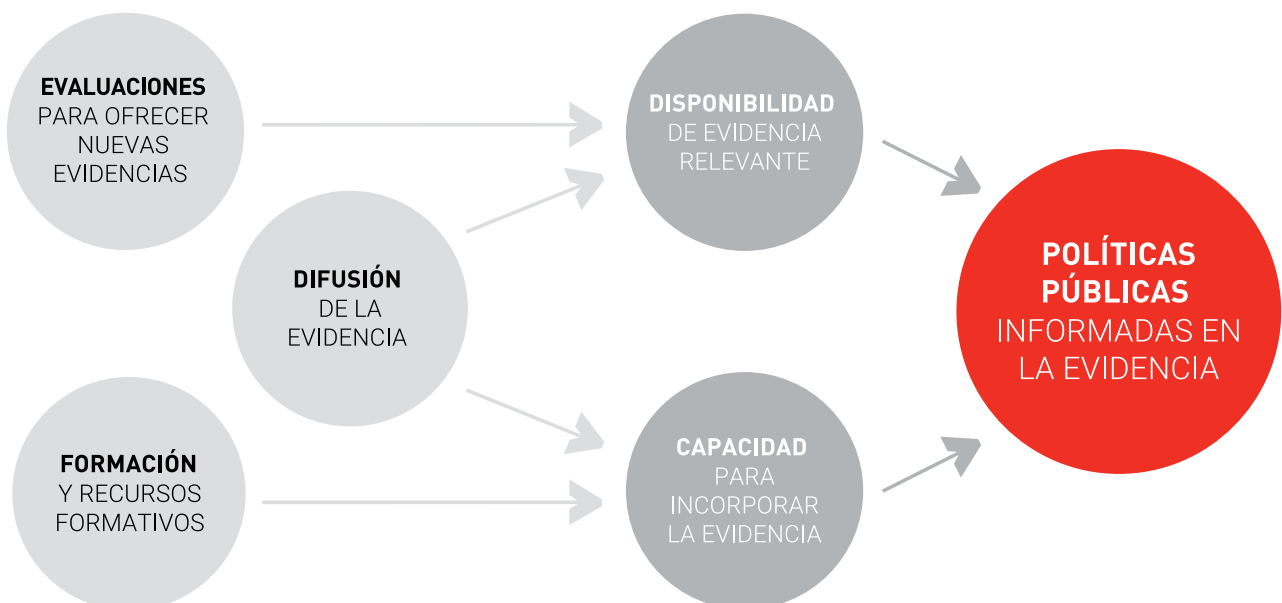 EVALUACIONES
PARA OFRECER
NUEVAS
EVIDENCIAS
DIFUSIÓN
DE LA
EVIDENCIA
FORMACIÓN
Y RECURSOS
FORMATIVOS
DISPONIBILIDAD
DE EVIDENCIA
RELEVANTE
CAPACIDAD
PARA
INCORPORAR
LA EVIDENCIA
POLÍTICAS
PÚBLICAS
INFORMADAS EN
LA EVIDENCIA